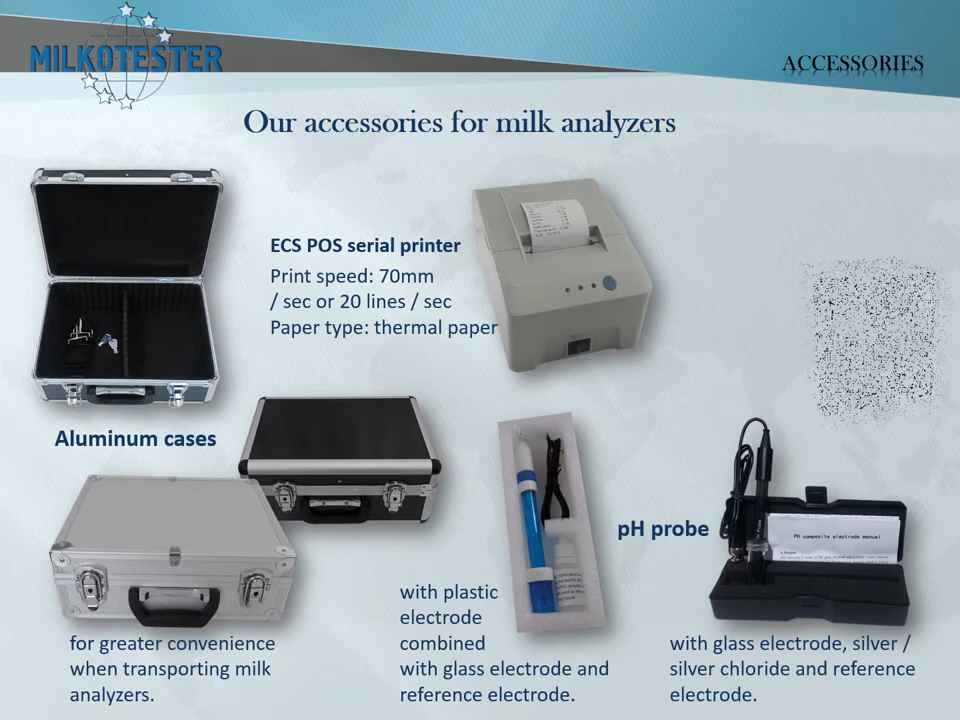 MILKOTESTER
ACCESSORIES
Our accessories for milk analyzers
ECS POS serial printer
Print speed: 70mm
/ sec or 20 lines / sec
Paper type: thermal paper
Aluminum cases
for greater convenience
when transporting milk
analyzers.
with plastic
electrode
combined
with glass electrode and
reference electrode.
pH probe
PH composite electrode manual
with glass electrode, silver /
silver chloride and reference
electrode.